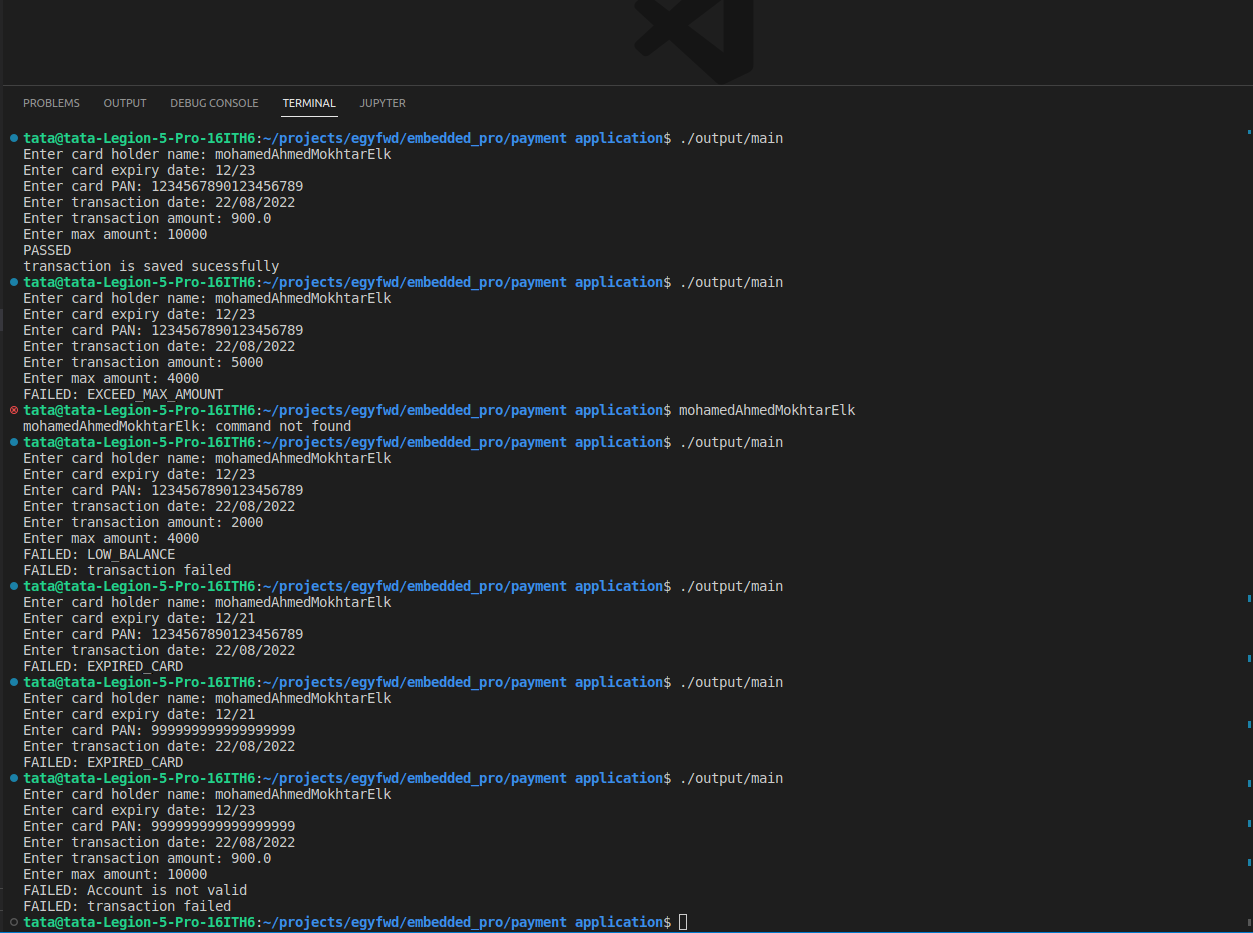 PROBLEMS OUTPUT DEBUG CONSOLE TERMINAL JUPYTER
tata@tata-Legion-5-Pro-16ITH6:~/projects/egyfwd/embedded_pro/payment application$ ./output/main
Enter card holder name: mohamedAhmedMokhtarElk
Enter card expiry date: 12/23
Enter card PAN: 1234567890123456789
Enter transaction date: 22/08/2022
Enter transaction amount: 900.0
Enter max amount: 10000
PASSED
transaction is saved sucessfully
tata@tata-Legion-5-Pro-16ITH6:~/projects/egyfwd/embedded_pro/payment application$ ./output/main
Enter card holder name: mohamedAhmedMokhtarElk
Enter card expiry date: 12/23
Enter card PAN: 1234567890123456789
Enter transaction date: 22/08/2022
Enter transaction amount: 5000
Enter max amount: 4000
FAILED: EXCEED_MAX_AMOUNT
tata@tata-Legion-5-Pro-16ITH6:~/projects/egyfwd/embedded_pro/payment application$ mohamedAhmedMokhtarElk
mohamedAhmedMokhtarElk: command not found
tata@tata-Legion-5-Pro-16ITH6:~/projects/egyfwd/embedded_pro/payment application$ ./output/main
Enter card holder name: mohamedAhmedMokhtarElk
Enter card expiry date: 12/23
Enter card PAN: 1234567890123456789
Enter transaction date: 22/08/2022
Enter transaction amount: 2000
Enter max amount: 4000
FAILED: LOW_BALANCE
FAILED: transaction failed
tata@tata-Legion-5-Pro-16ITH6:~/projects/egyfwd/embedded_pro/payment application$ ./output/main
Enter card holder name: mohamedAhmedMokhtarElk
Enter card expiry date: 12/21
Enter card PAN: 1234567890123456789
Enter transaction date: 22/08/2022
FAILED: EXPIRED_CARD
tata@tata-Legion-5-Pro-16ITH6:~/projects/egyfwd/embedded_pro/payment application$ ./output/main
Enter card holder name: mohamedAhmedMokhtarElk
Enter card expiry date: 12/21
Enter card PAN: 999999999999999999
Enter transaction date: 22/08/2022
FAILED: EXPIRED_CARD
tata@tata-Legion-5-Pro-16ITH6:~/projects/egyfwd/embedded_pro/payment application$ ./output/main
Enter card holder name: mohamedAhmedMokhtarElk
Enter card expiry date: 12/23
Enter card PAN: 999999999999999999
Enter transaction date: 22/08/2022
Enter transaction amount: 900.0
Enter max amount: 10000
FAILED: Account is not valid
FAILED: transaction failed
tata@tata-Legion-5-Pro-16ITH6:~/projects/egyfwd/embedded_pro/payment application$